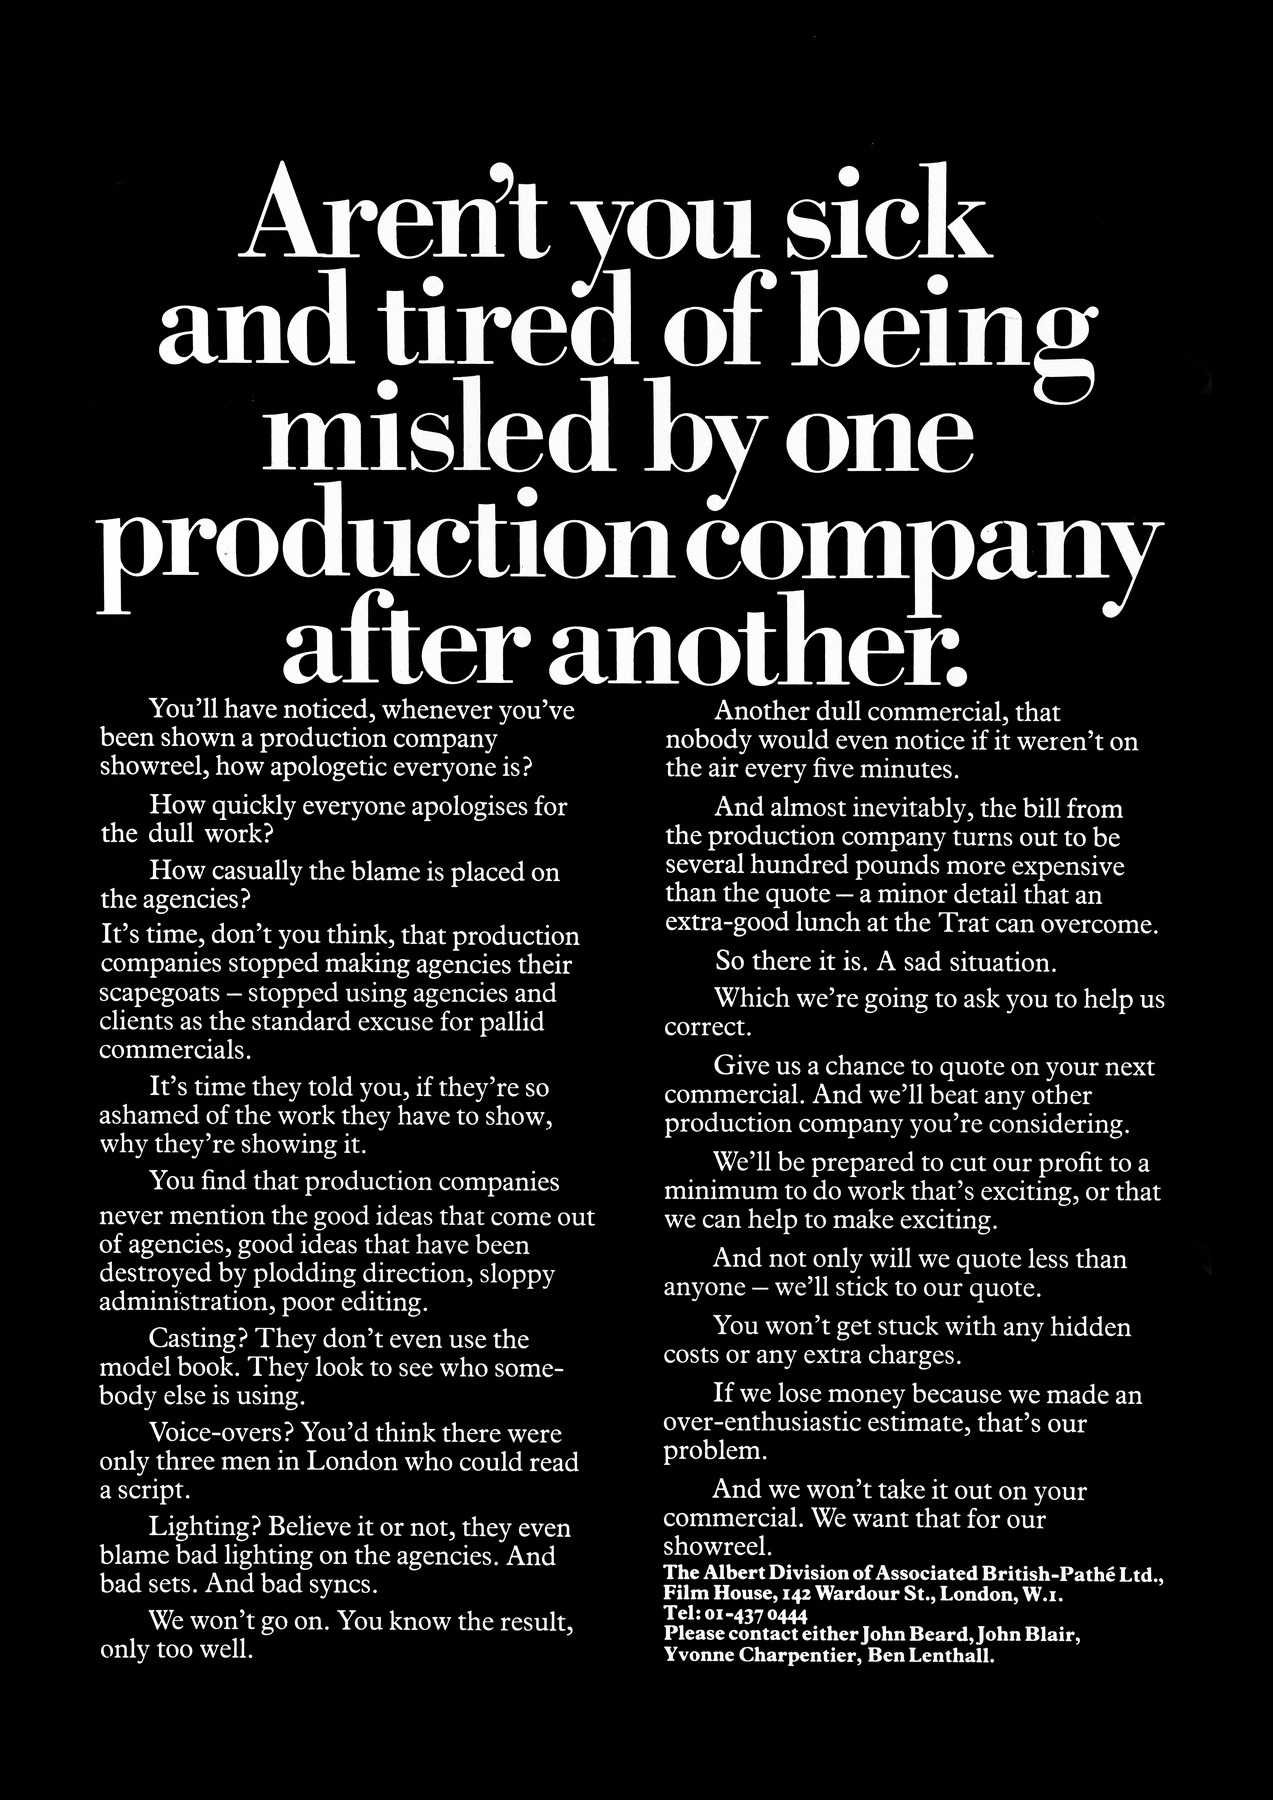 Aren't you sick
and tired of being
misled by one
production company
after another.
You'll have noticed, whenever you've
been shown a production company
showreel, how apologetic everyone is?
How quickly everyone apologises for
the dull work?
How casually the blame is placed on
the agencies?
It's time, don't you think, that production
companies stopped making agencies their
scapegoats – stopped using agencies and
clients as the standard excuse for pallid
commercials.
It's time they told you, if they're so
ashamed of the work they have to show,
why they're showing it.
You find that production companies
never mention the good ideas that come out
of agencies, good ideas that have been
destroyed by plodding direction, sloppy
administration, poor editing.
Casting? They don't even use the
model book. They look to see who some-
body else is using.
Voice-overs? You'd think there were
only three men in London who could read
a script.
Lighting? Believe it or not, they even
blame bad lighting on the agencies. And
bad sets. And bad syncs.
We won't go on. You know the result,
only too well.
Another dull commercial, that
nobody would even notice if it weren't on
the air every five minutes.
And almost inevitably, the bill from
the production company turns out to be
several hundred pounds more expensive
than the quote – a minor detail that an
extra-good lunch at the Trat can overcome.
So there it is. A sad situation.
Which we're going to ask you to help us
correct.
Give us a chance to quote on your next
commercial. And we'll beat any other
production company you're considering.
We'll be prepared to cut our profit to a
minimum to do work that's exciting, or that
we can help to make exciting.
And not only will we quote less than
anyone – we'll stick to our quote.
You won't get stuck with any hidden
costs or any extra charges.
If we lose money because we made an
over-enthusiastic estimate, that's our
problem.
And we won't take it out on your
commercial. We want that for our
showreel.
The Albert Division of Associated British-Pathé Ltd.,
Film House, 142 Wardour St., London, W.1.
Tel: 01-437 0444
Please contact either John Beard, John Blair,
Yvonne Charpentier, Ben Lenthall.